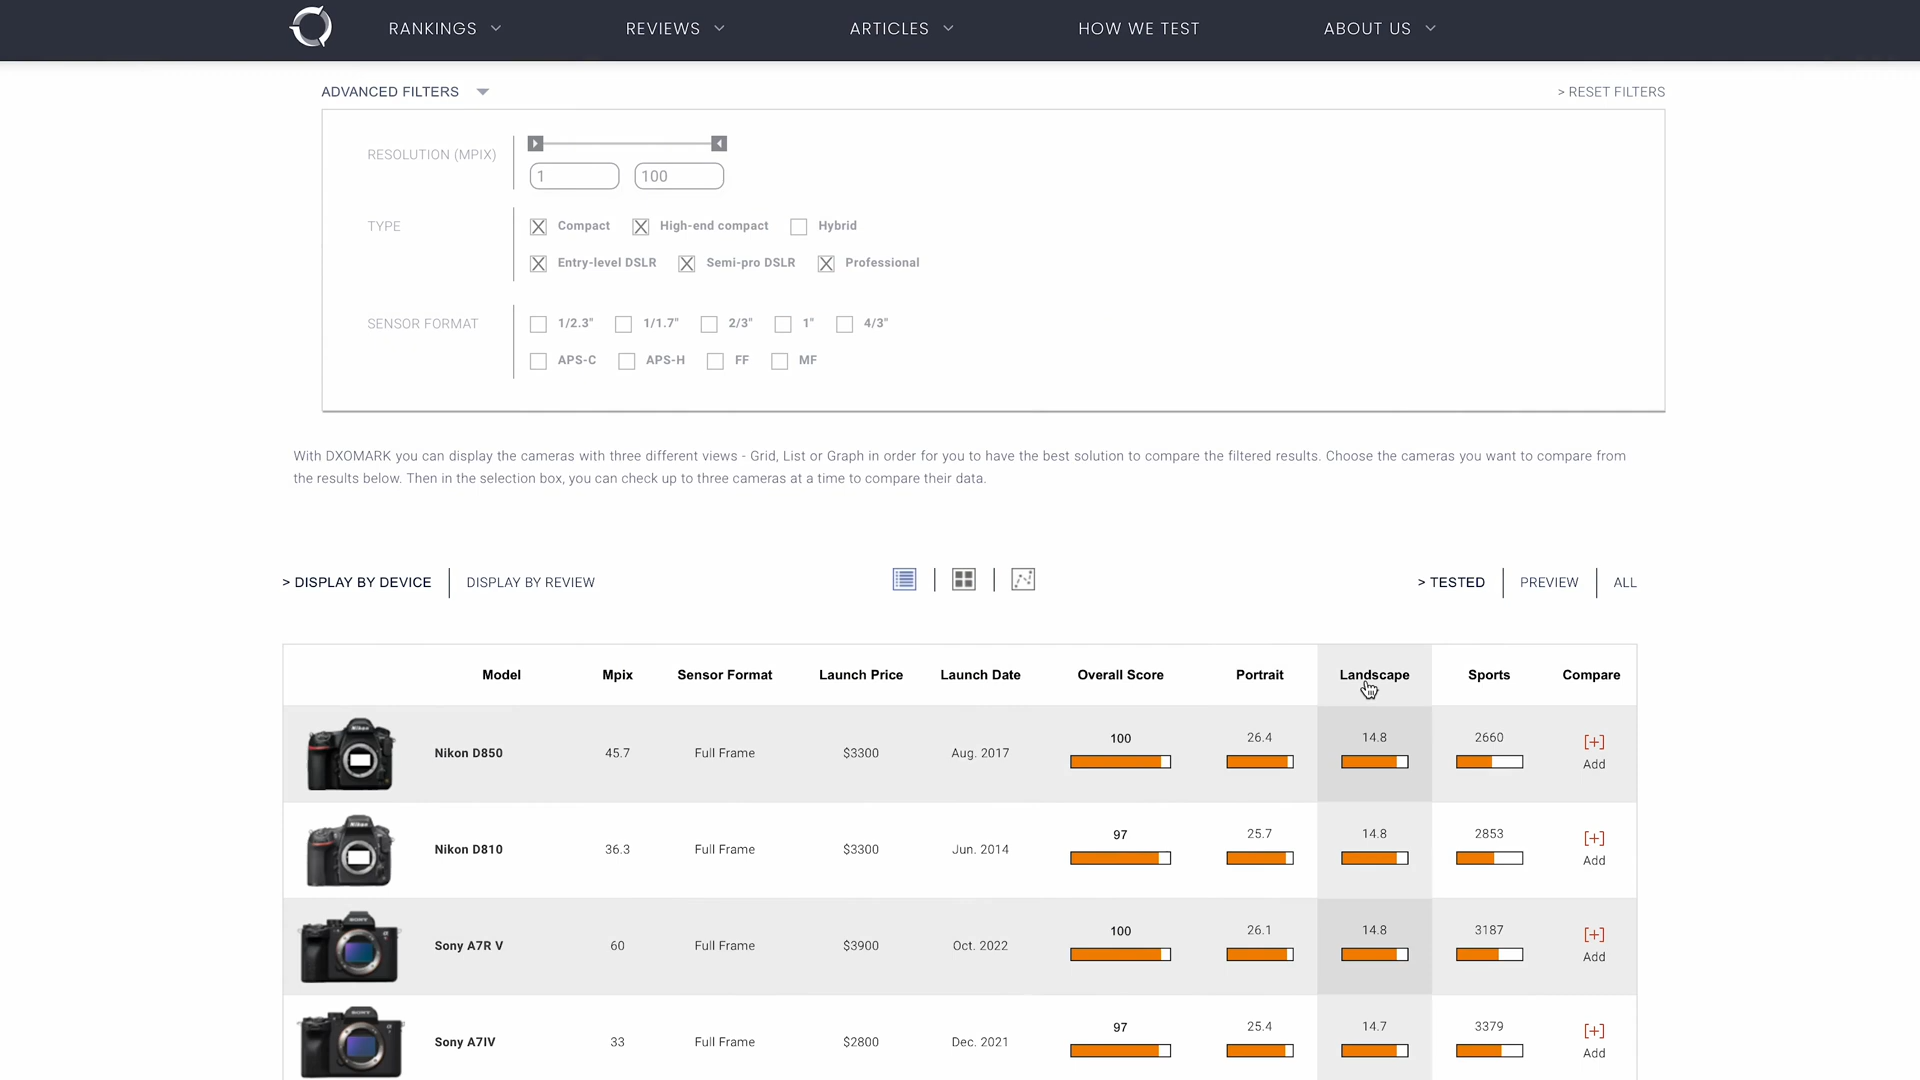 RANKINGS REVIEWS ARTICLES HOW WE TEST ABOUT US
ADVANCED FILTERS > RESET FILTERS
RESOLUTION (MPIX)
1 100
TYPE Compact High-end compact Hybrid
Entry-level DSLR Semi-pro DSLR Professional
SENSOR FORMAT 1/2.3" 1/1.7" 2/3" 1" 4/3"
APS-C APS-H FF MF
With DXOMARK you can display the cameras with three different views - Grid, List or Graph in order for you to have the best solution to compare the filtered results. Choose the cameras you want to compare from
the results below. Then in the selection box, you can check up to three cameras at a time to compare their data.
> DISPLAY BY DEVICE DISPLAY BY REVIEW > TESTED PREVIEW ALL
Model Mpix Sensor Format Launch Price Launch Date Overall Score Portrait Landscape Sports Compare
Nikon D850 45.7 Full Frame $3300 Aug. 2017 100 26.4 14.8 2660 [+]
Add
Nikon D810 36.3 Full Frame $3300 Jun. 2014 97 25.7 14.8 2853 [+]
Add
Sony A7R V 60 Full Frame $3900 Oct. 2022 100 26.1 14.8 3187 [+]
Add
Sony A7IV 33 Full Frame $2800 Dec. 2021 97 25.4 14.7 3379 [+]
Add